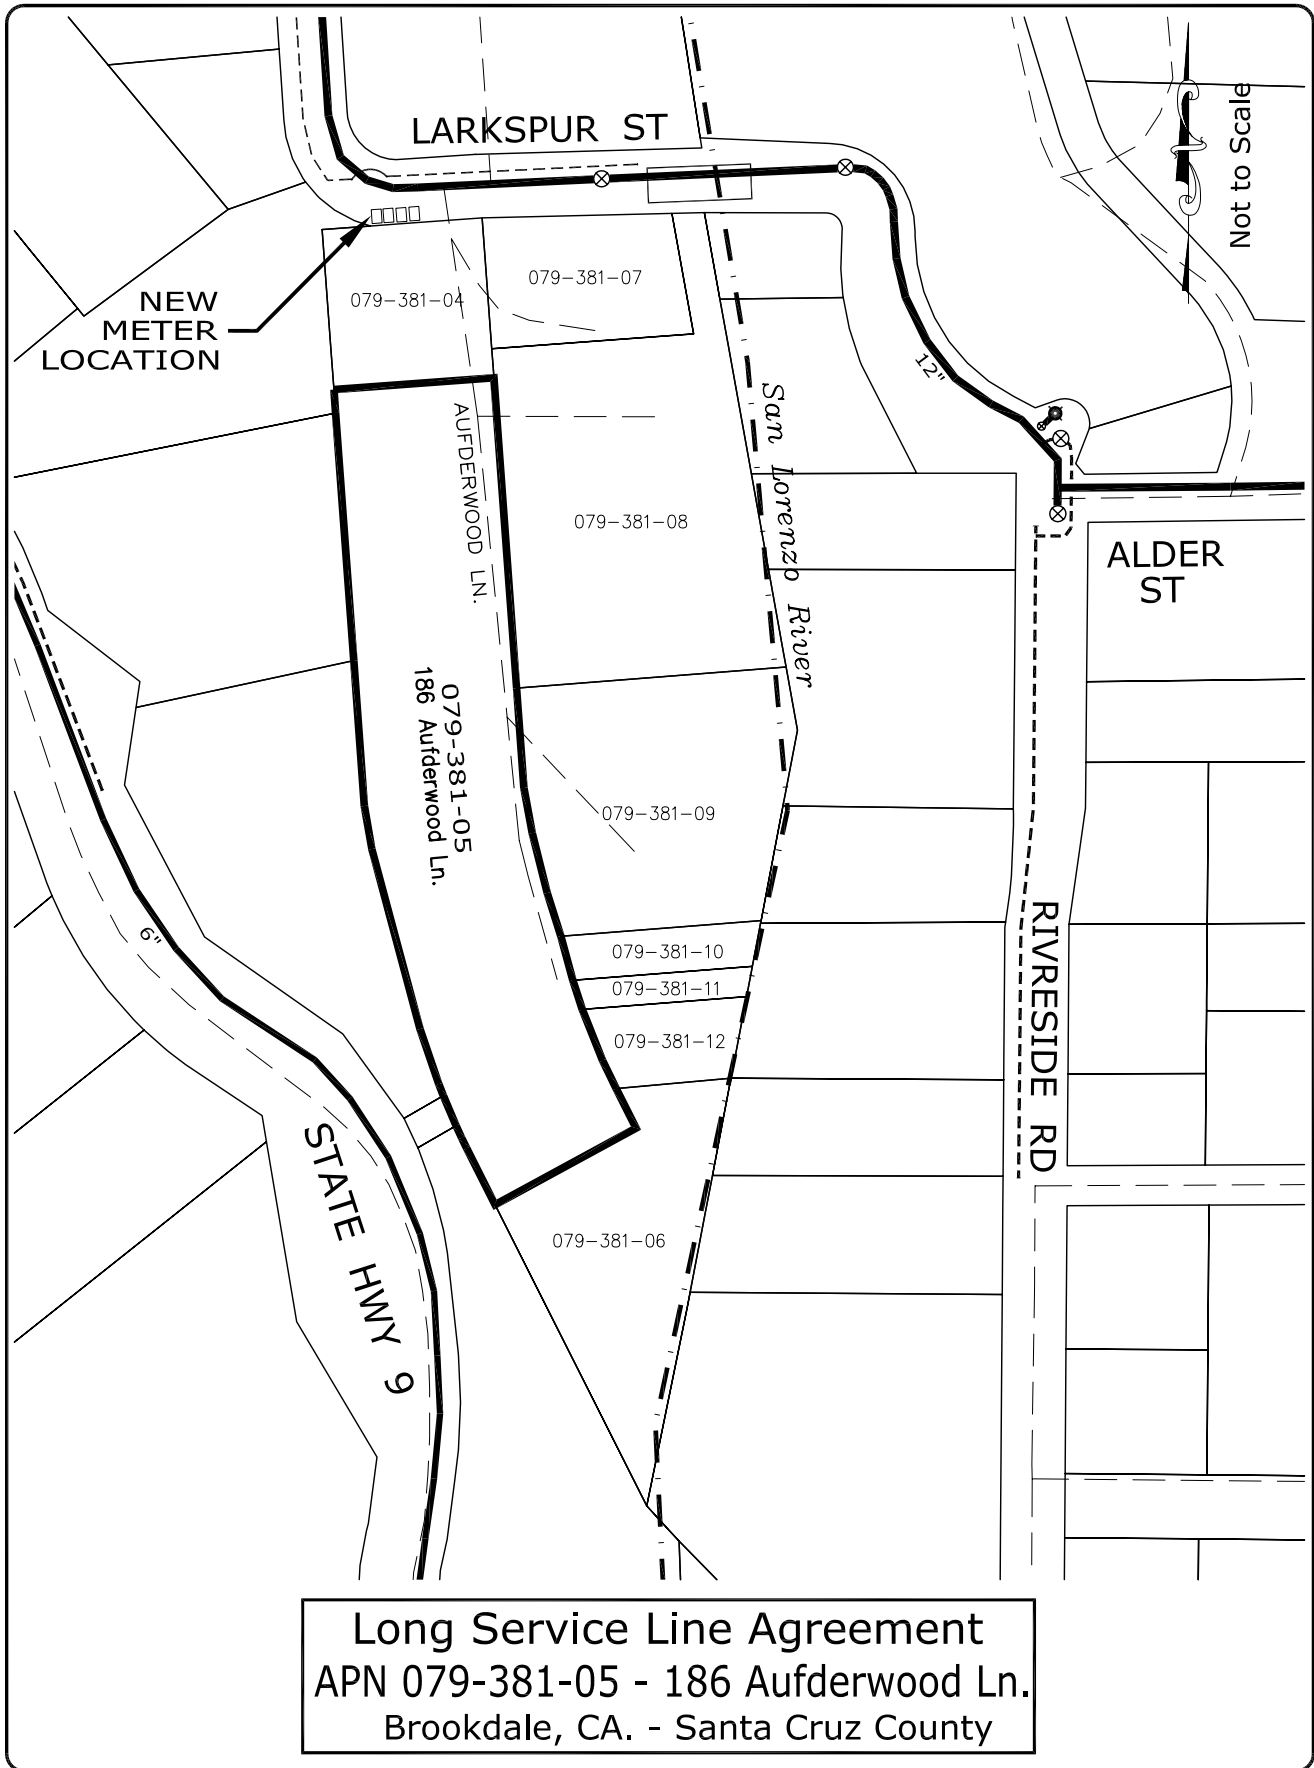 LARKSPUR ST
Not to Scale
NEW
METER
LOCATION
079-381-04
079-381-07
12"
San Lorenzo River
AUFDERWOOD LN.
079-381-08
ALDER
ST
079-381-05
186 Aufderwood Ln.
079-381-09
6"
079-381-10
079-381-11
079-381-12
RIVRESIDE RD
STATE HWY 9
079-381-06
Long Service Line Agreement
APN 079-381-05 - 186 Aufderwood Ln.
Brookdale, CA. - Santa Cruz County